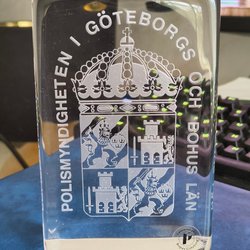 POLISMYNDIGHETEN I GÖTEBORGS OCH BOHUS LÄN